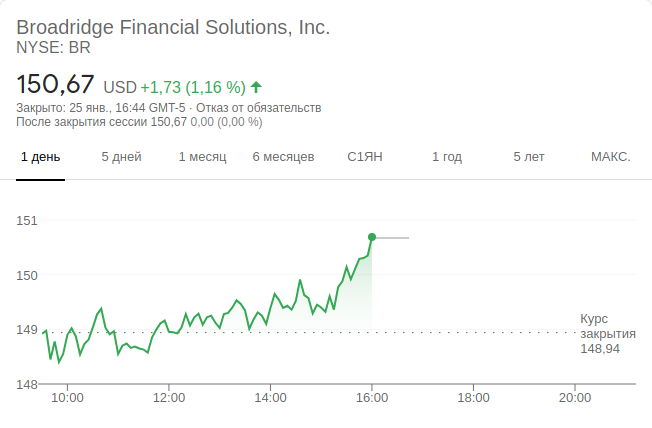 Broadridge Financial Solutions, Inc.
NYSE: BR
150,67 USD +1,73 (1,16 %)
Закрыто: 25 янв., 16:44 GMT-5 · Отказ от обязательств
После закрытия сессии 150,67 0,00 (0,00 %)
1 день 5 дней 1 месяц 6 месяцев С1ЯН 1 год 5 лет МАКС.
151
150
149
148
Курс
закрытия
148,94
10:00 12:00 14:00 16:00 18:00 20:00